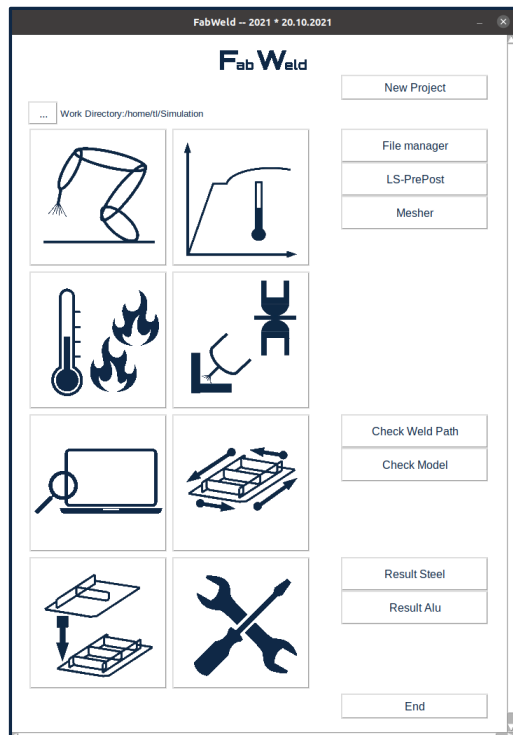 FabWeld -- 2021 * 20.10.2021
Fab Weld
New Project
... Work Directory:/home/tl/Simulation
File manager
LS-PrePost
Mesher
Check Weld Path
Check Model
Result Steel
Result Alu
End